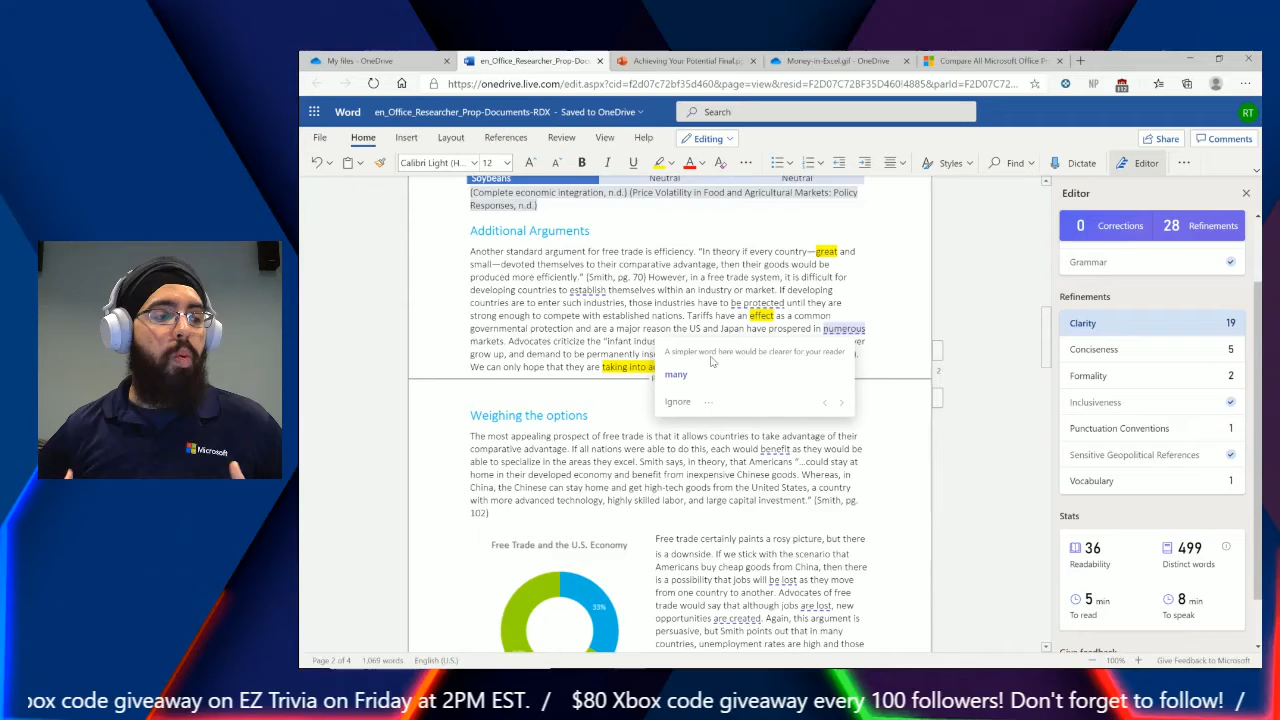 My files - OneDrive
en_Office_Researcher_Prop-Docu
Achieving Your Potential Final.p
Money-in-Excel.gif - OneDrive
Compare All Microsoft Office Pr
https://onedrive.live.com/edit.aspx?cid=f2d07c72bf35d460&page=view&resid=F2D07C72BF35D460!4885&parId=F2D07C72...
NP
112
Word
en_Office_Researcher_Prop-Documents-RDX - Saved to OneDrive
Search
RT
File
Home
Insert
Layout
References
Review
View
Help
Editing
Share
Comments
Calibri Light (H...
12
B
I
U
A
Styles
Find
Dictate
Editor
Soybeans
Neutral
Neutral
(Complete economic integration, n.d.) (Price Volatility in Food and Agricultural Markets: Policy
Responses, n.d.)
Additional Arguments
Another standard argument for free trade is efficiency. "In theory if every country—great and
small—devoted themselves to their comparative advantage, then their goods would be
produced more efficiently." (Smith, pg. 70) However, in a free trade system, it is difficult for
developing countries to establish themselves within an industry or market. If developing
countries are to enter such industries, those industries have to be protected until they are
strong enough to compete with established nations. Tariffs have an effect as a common
governmental protection and are a major reason the US and Japan have prospered in numerous
markets. Advocates criticize the "infant indus
ver
grow up, and demand to be permanently ins
We can only hope that they are taking into a
A simpler word here would be clearer for your reader
many
Ignore
2
Weighing the options
The most appealing prospect of free trade is that it allows countries to take advantage of their
comparative advantage. If all nations were able to do this, each would benefit as they would be
able to specialize in the areas they excel. Smith says, in theory, that Americans "...could stay at
home in their developed economy and benefit from inexpensive Chinese goods. Whereas, in
China, the Chinese can stay home and get high-tech goods from the United States, a country
with more advanced technology, highly skilled labor, and large capital investment." (Smith, pg.
102)
Free Trade and the U.S. Economy
33%
Free trade certainly paints a rosy picture, but there
is a downside. If we stick with the scenario that
Americans buy cheap goods from China, then there
is a possibility that jobs will be lost as they move
from one country to another. Advocates of free
trade would say that although jobs are lost, new
opportunities are created. Again, this argument is
persuasive, but Smith points out that in many
countries, unemployment rates are high and those
Page 2 of 4
1,069 words
English (U.S.)
100%
Give Feedback to Microsoft
Editor
0 Corrections
28 Refinements
Grammar
Refinements
Clarity 19
Conciseness 5
Formality 2
Inclusiveness
Punctuation Conventions 1
Sensitive Geopolitical References
Vocabulary 1
Stats
36
Readability
499
Distinct words
5 min
To read
8 min
To speak
Give feedback
Microsoft
box code giveaway on EZ Trivia on Friday at 2PM EST. / $80 Xbox code giveaway every 100 followers! Don't forget to follow! /